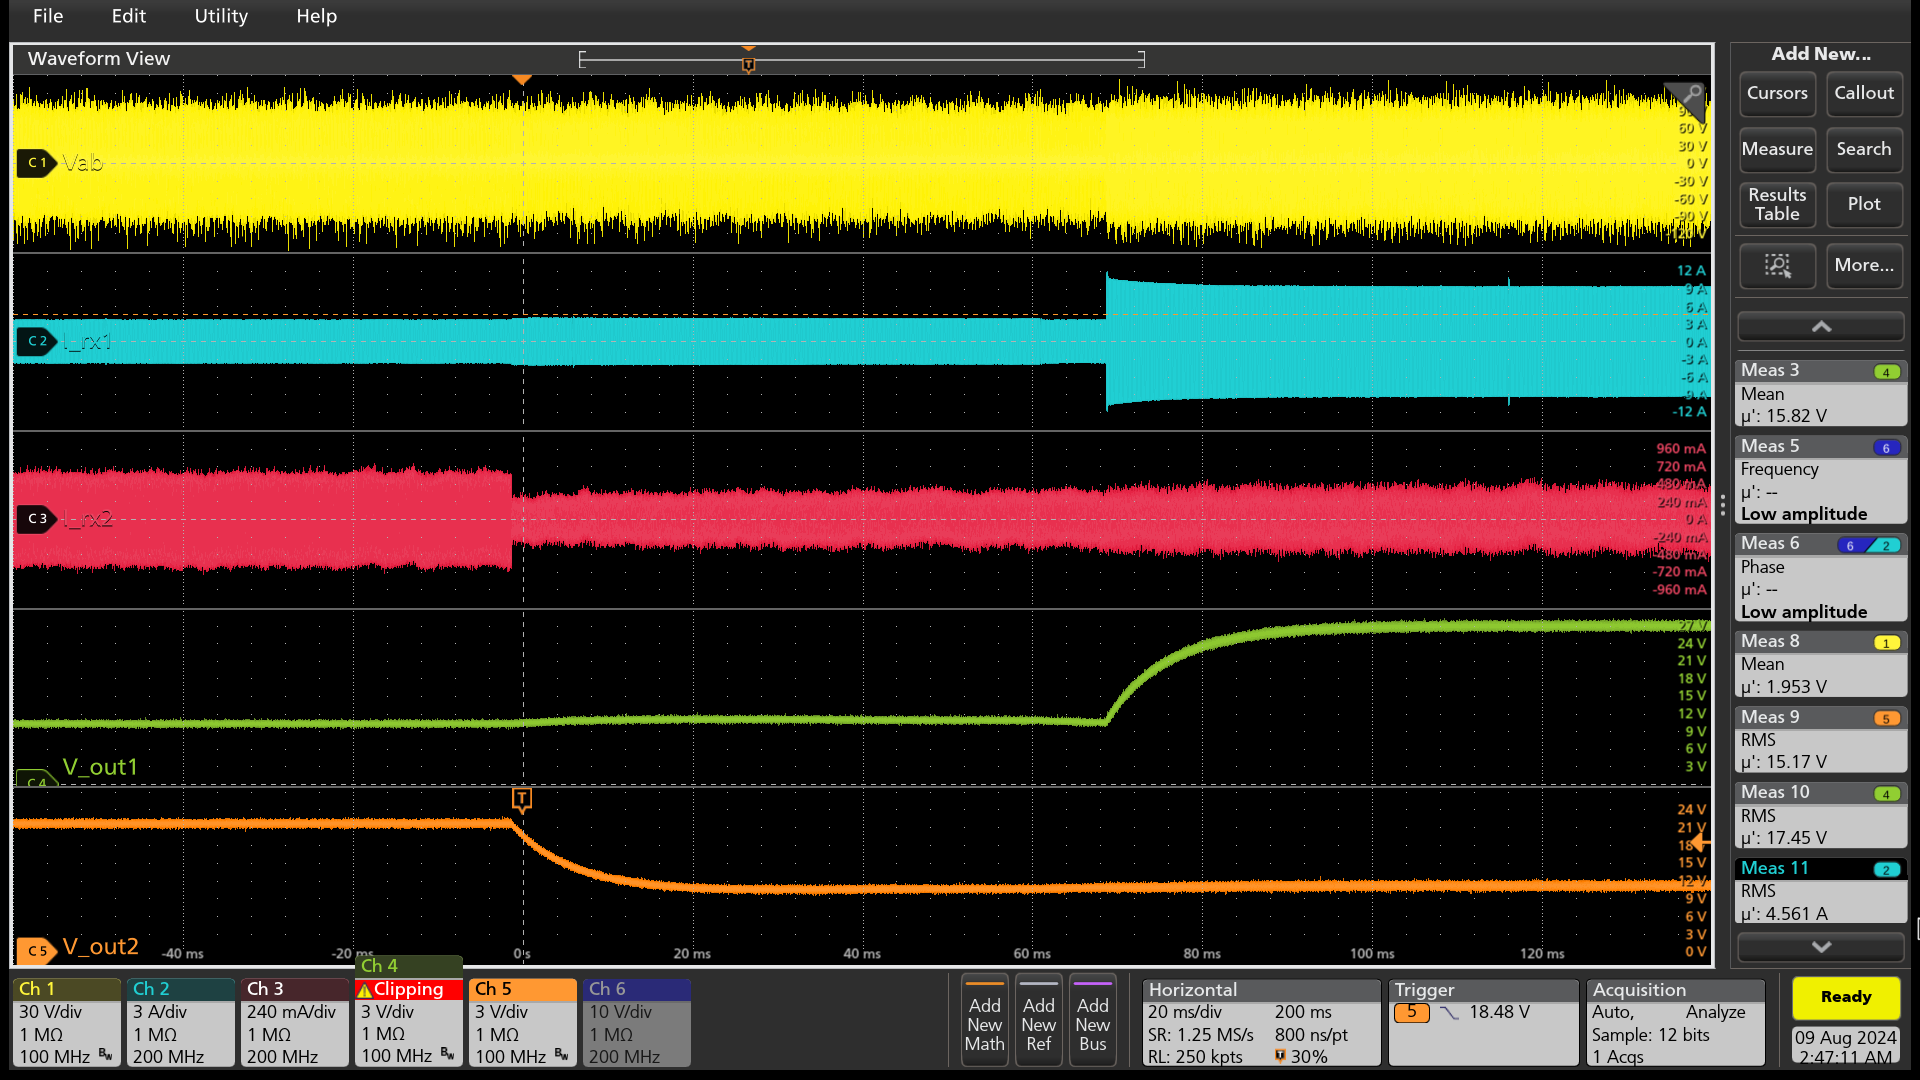 File Edit Utility Help
Waveform View
Add New...
Cursors Callout
Measure Search
Results Table Plot
More...
T
C1 Vab
60 V
30 V
0 V
-30 V
-60 V
-90 V
-120 V
C2 I_rx1
12 A
9 A
6 A
3 A
0 A
-3 A
-6 A
-9 A
-12 A
C3 I_rx2
960 mA
720 mA
480 mA
240 mA
0 A
-240 mA
-480 mA
-720 mA
-960 mA
27 V
24 V
21 V
18 V
15 V
12 V
9 V
6 V
3 V
C4 V_out1
T
24 V
21 V
18 V
15 V
12 V
9 V
6 V
3 V
0 V
C5 V_out2
-40 ms -20 ms 0 s 20 ms 40 ms 60 ms 80 ms 100 ms 120 ms
Meas 3 4
Mean
µ': 15.82 V
Meas 5 6
Frequency
µ': --
Low amplitude
Meas 6 6 2
Phase
µ': --
Low amplitude
Meas 8 1
Mean
µ': 1.953 V
Meas 9 5
RMS
µ': 15.17 V
Meas 10 4
RMS
µ': 17.45 V
Meas 11 2
RMS
µ': 4.561 A
Ch 1
30 V/div
1 MΩ
100 MHz Bw
Ch 2
3 A/div
1 MΩ
200 MHz
Ch 3
240 mA/div
1 MΩ
200 MHz
Ch 4
Clipping
3 V/div
1 MΩ
100 MHz Bw
Ch 5
3 V/div
1 MΩ
100 MHz Bw
Ch 6
10 V/div
1 MΩ
200 MHz
Add New Math
Add New Ref
Add New Bus
Horizontal
20 ms/div 200 ms
SR: 1.25 MS/s 800 ns/pt
RL: 250 kpts 30%
Trigger
5 18.48 V
Acquisition
Auto, Analyze
Sample: 12 bits
1 Acqs
Ready
09 Aug 2024
2:47:11 AM